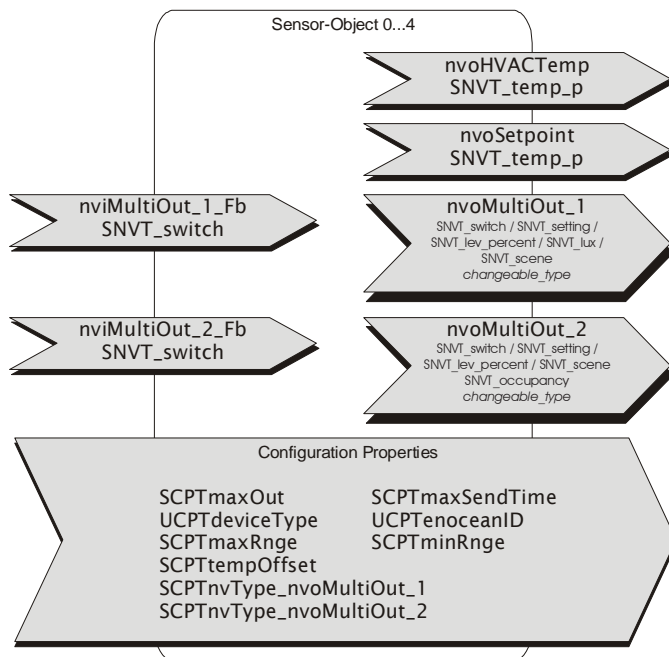 Sensor-Object 0...4
nvoHVACTemp
SNVT_temp_p
nvoSetpoint
SNVT_temp_p
nviMultiOut_1_Fb
SNVT_switch
nvoMultiOut_1
SNVT_switch / SNVT_setting /
SNVT_lev_percent / SNVT_lux /
SNVT_scene
changeable_type
nviMultiOut_2_Fb
SNVT_switch
nvoMultiOut_2
SNVT_switch / SNVT_setting /
SNVT_lev_percent / SNVT_scene
SNVT_occupancy
changeable_type
Configuration Properties
SCPTmaxOut SCPTmaxSendTime
UCPTdeviceType UCPTenoceanID
SCPTmaxRnge SCPTminRnge
SCPTtempOffset
SCPTnvType_nvoMultiOut_1
SCPTnvType_nvoMultiOut_2